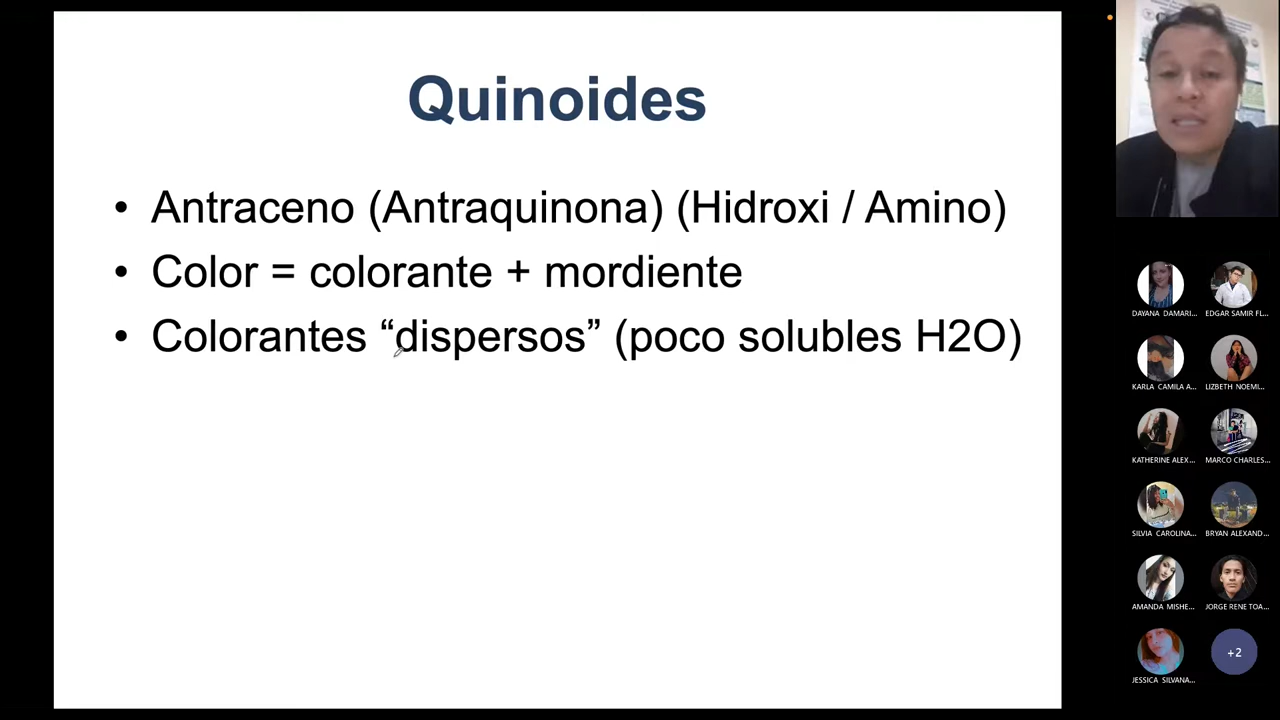 Quinoides
• Antraceno (Antraquinona) (Hidroxi / Amino)
• Color = colorante + mordiente
• Colorantes “dispersos” (poco solubles H2O)
DAYANA DAMARI...
EDGAR SAMIR FL...
KARLA CAMILA A...
LIZBETH NOEMI...
KATHERINE ALEX...
MARCO CHARLES...
SILVIA CAROLINA...
BRYAN ALEXAND...
AMANDA MISHE...
JORGE RENE TOA...
JESSICA SILVANA...
+2